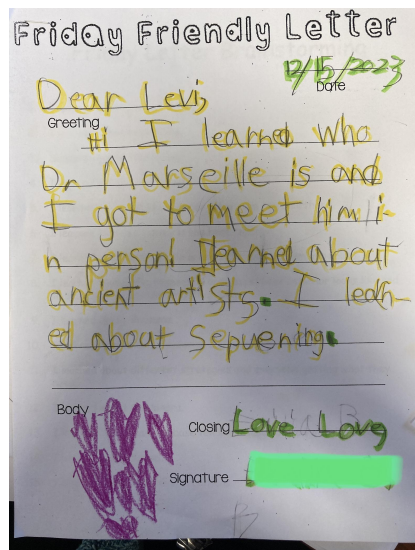 Friday Friendly Letter
12/15/2023
Date
Dear Levi,
Greeting
Hi I learned who
Dr Marseille is and
I got to meet him i-
n person! I learned about
ancient artists. I learn-
ed about Sepuening.
Body
Closing Love Love
Signature